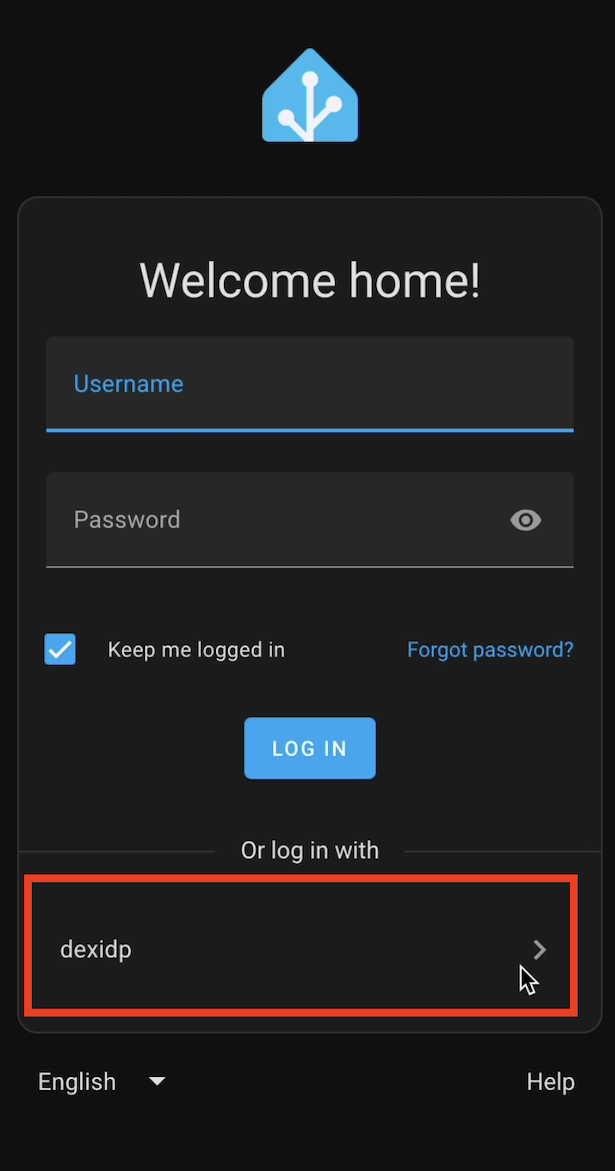 Welcome home!
Username
Password
Keep me logged in
Forgot password?
LOG IN
Or log in with
dexidp
English
Help